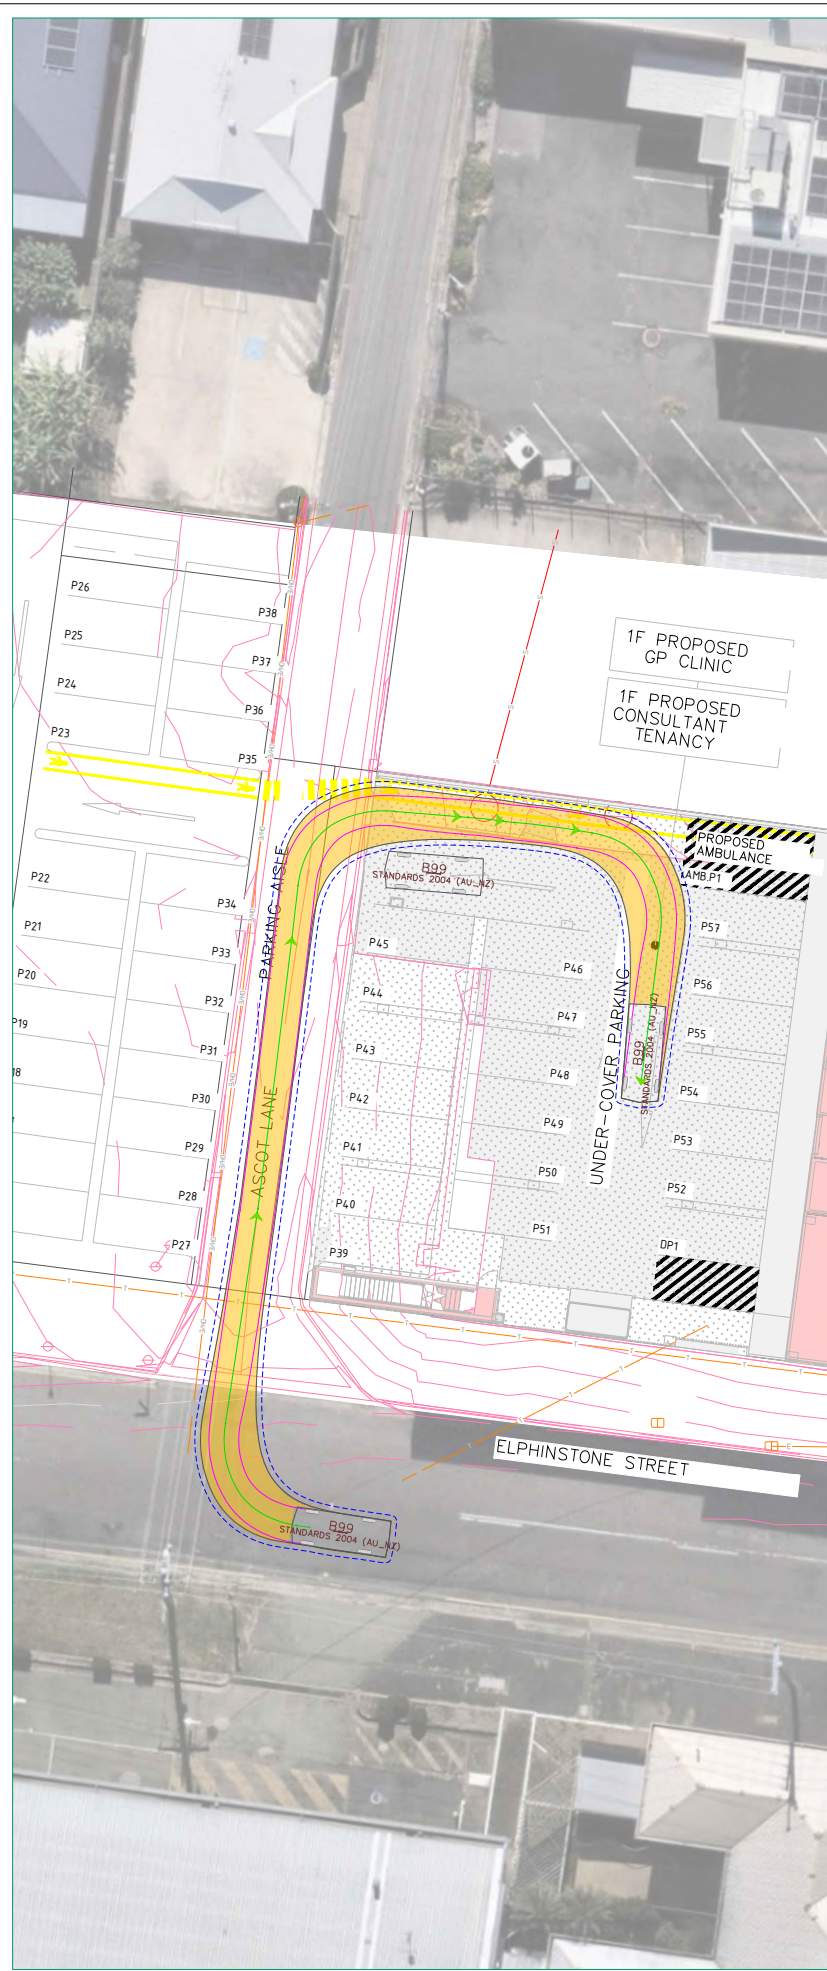 P26
P38
P25
P37
P24
P36
P23
P35
1F PROPOSED
GP CLINIC
1F PROPOSED
CONSULTANT
TENANCY
PROPOSED
AMBULANCE
AMB.P1
B99
STANDARDS 2004 (AU_NZ)
PARKING AISLE
P22
P34
P21
P33
P20
P32
P19
P31
P30
P29
P28
P27
ASCOT LANE
P45
P44
P43
P42
P41
P40
P39
P46
P47
P48
P49
P50
P51
UNDER-COVER PARKING
B99
STANDARDS 2004 (AU_NZ)
P57
P56
P55
P54
P53
P52
DP1
ELPHINSTONE STREET
B99
STANDARDS 2004 (AU_NZ)